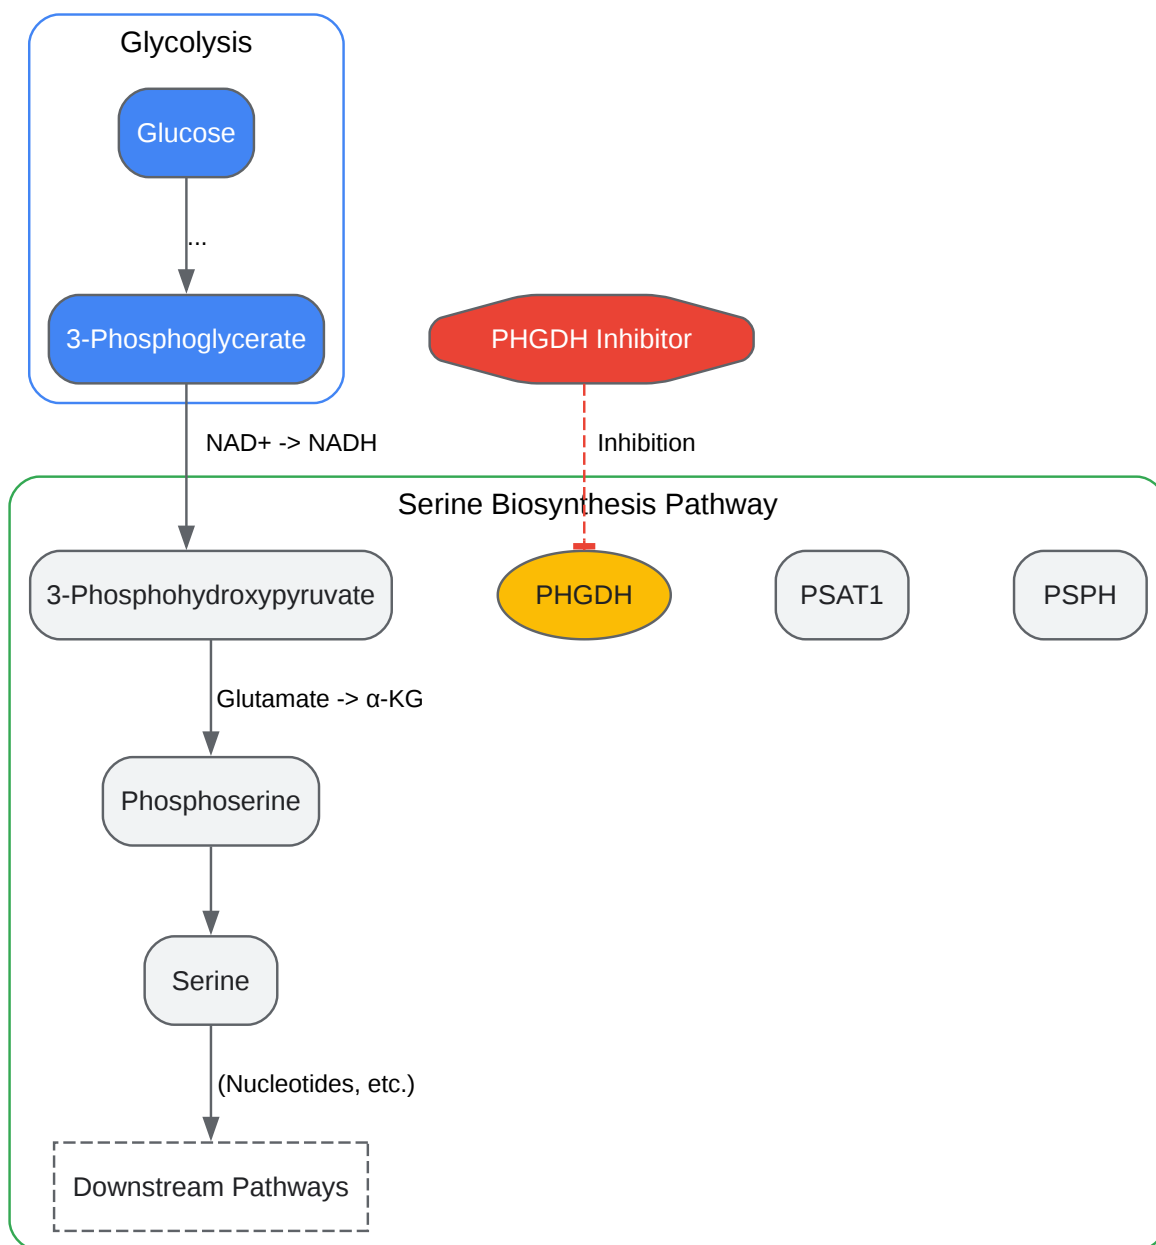 Glycolysis
Glucose
...
3-Phosphoglycerate
PHGDH Inhibitor
NAD+ -> NADH
Inhibition
Serine Biosynthesis Pathway
3-Phosphohydroxypyruvate
PHGDH
PSAT1
PSPH
Glutamate -> α-KG
Phosphoserine
Serine
(Nucleotides, etc.)
Downstream Pathways